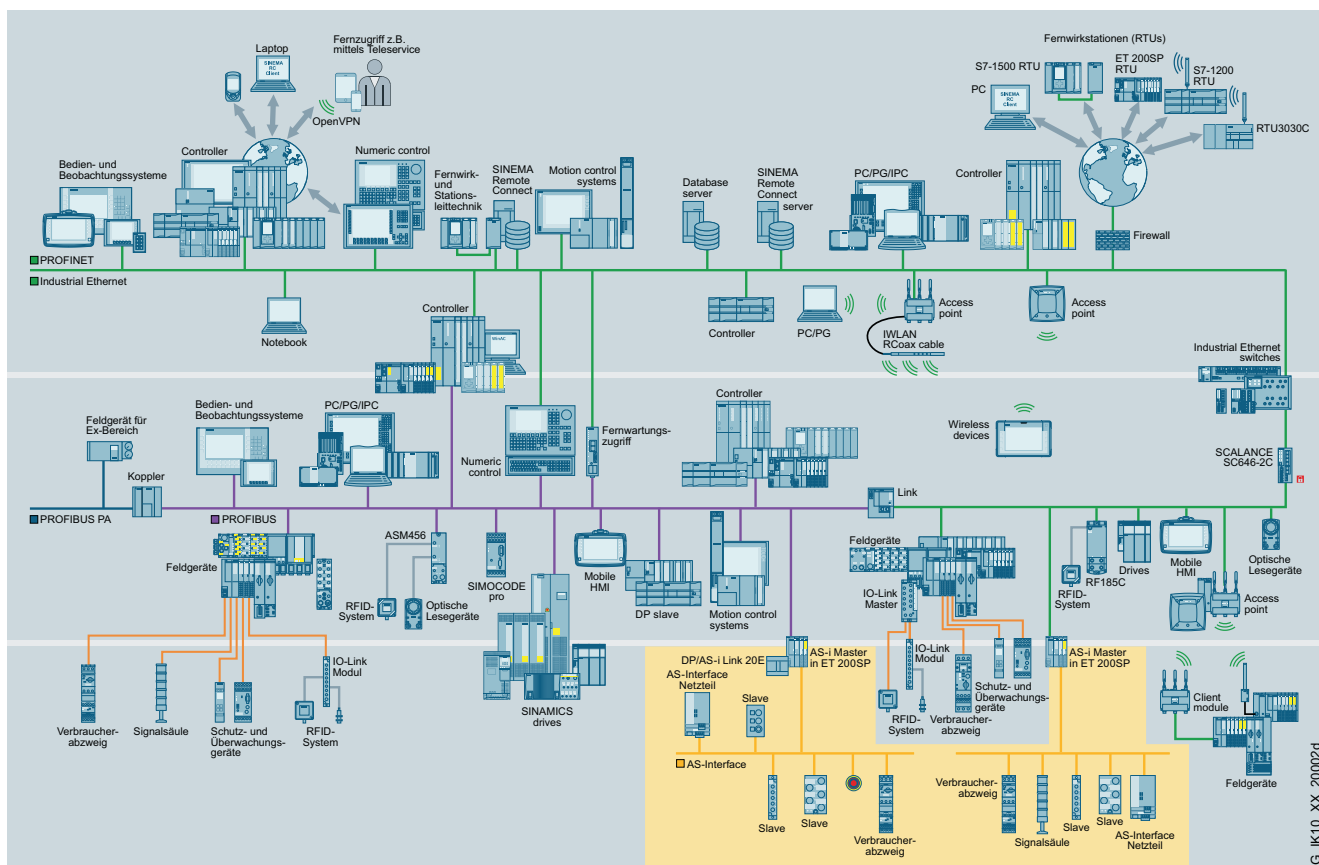 Fernzugriff z.B.
mittels Teleservice
Laptop
SINEMA
RC
Client
OpenVPN
Fernwirkstationen (RTUs)
S7-1500 RTU
ET 200SP
RTU
S7-1200
RTU
PC
SINEMA
RC
Client
RTU3030C
Bedien- und
Beobachtungssysteme
Controller
Numeric control
Fernwirk-
und
Stations-
leittechnik
SINEMA
Remote
Connect
Motion control
systems
Database
server
SINEMA
Remote
Connect
server
PC/PG/IPC
Controller
Firewall
PROFINET
Industrial Ethernet
Notebook
Controller
WinAC
Controller
PC/PG
Access
point
IWLAN
RCoax cable
Access
point
Industrial Ethernet
switches
Feldgerät für
Ex-Bereich
Bedien- und
Beobachtungssysteme
PC/PG/IPC
Numeric
control
Fernwartungs-
zugriff
Controller
Wireless
devices
SCALANCE
SC646-2C
Koppler
Link
PROFIBUS PA
PROFIBUS
Feldgeräte
ASM456
RFID-
System
Optische
Lesegeräte
SIMOCODE
pro
Mobile
HMI
DP slave
Motion control
systems
Feldgeräte
IO-Link
Master
RFID-
System
RF185C
Drives
Mobile
HMI
Optische
Lesegeräte
Access
point
Verbraucher-
abzweig
Signalsäule
Schutz- und
Überwachungs-
geräte
IO-Link
Modul
RFID-
System
SINAMICS
drives
DP/AS-i Link 20E
AS-i Master
in ET 200SP
AS-Interface
Netzteil
Slave
RFID-
System
IO-Link
Modul
Verbraucher-
abzweig
Schutz- und
Überwachungs-
geräte
AS-i Master
in ET 200SP
Client
module
Feldgeräte
AS-Interface
Slave
Slave
Verbraucher-
abzweig
Verbraucher-
abzweig
Signalsäule
Slave
Slave
AS-Interface
Netzteil
G_IK10_XX_20002d